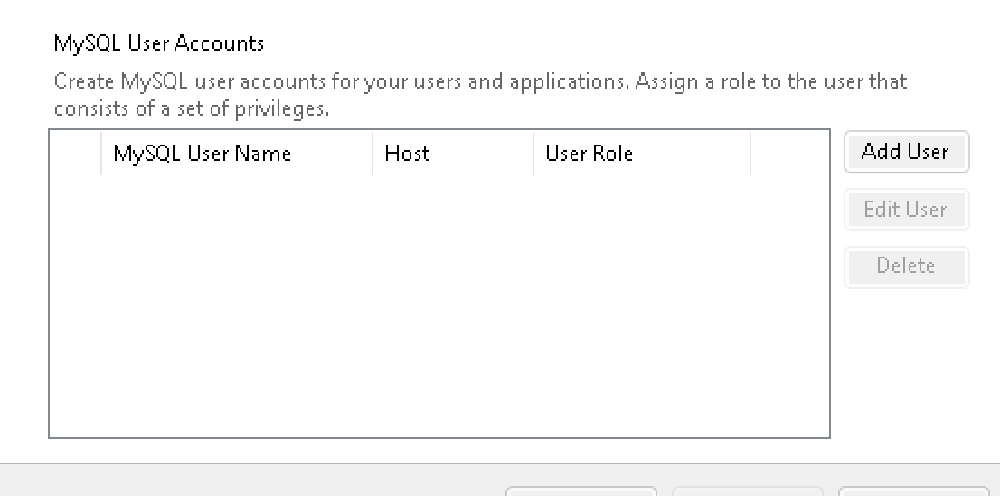 MySQL User Accounts
Create MySQL user accounts for your users and applications. Assign a role to the user that
consists of a set of privileges.
MySQL User Name Host User Role
Add User
Edit User
Delete